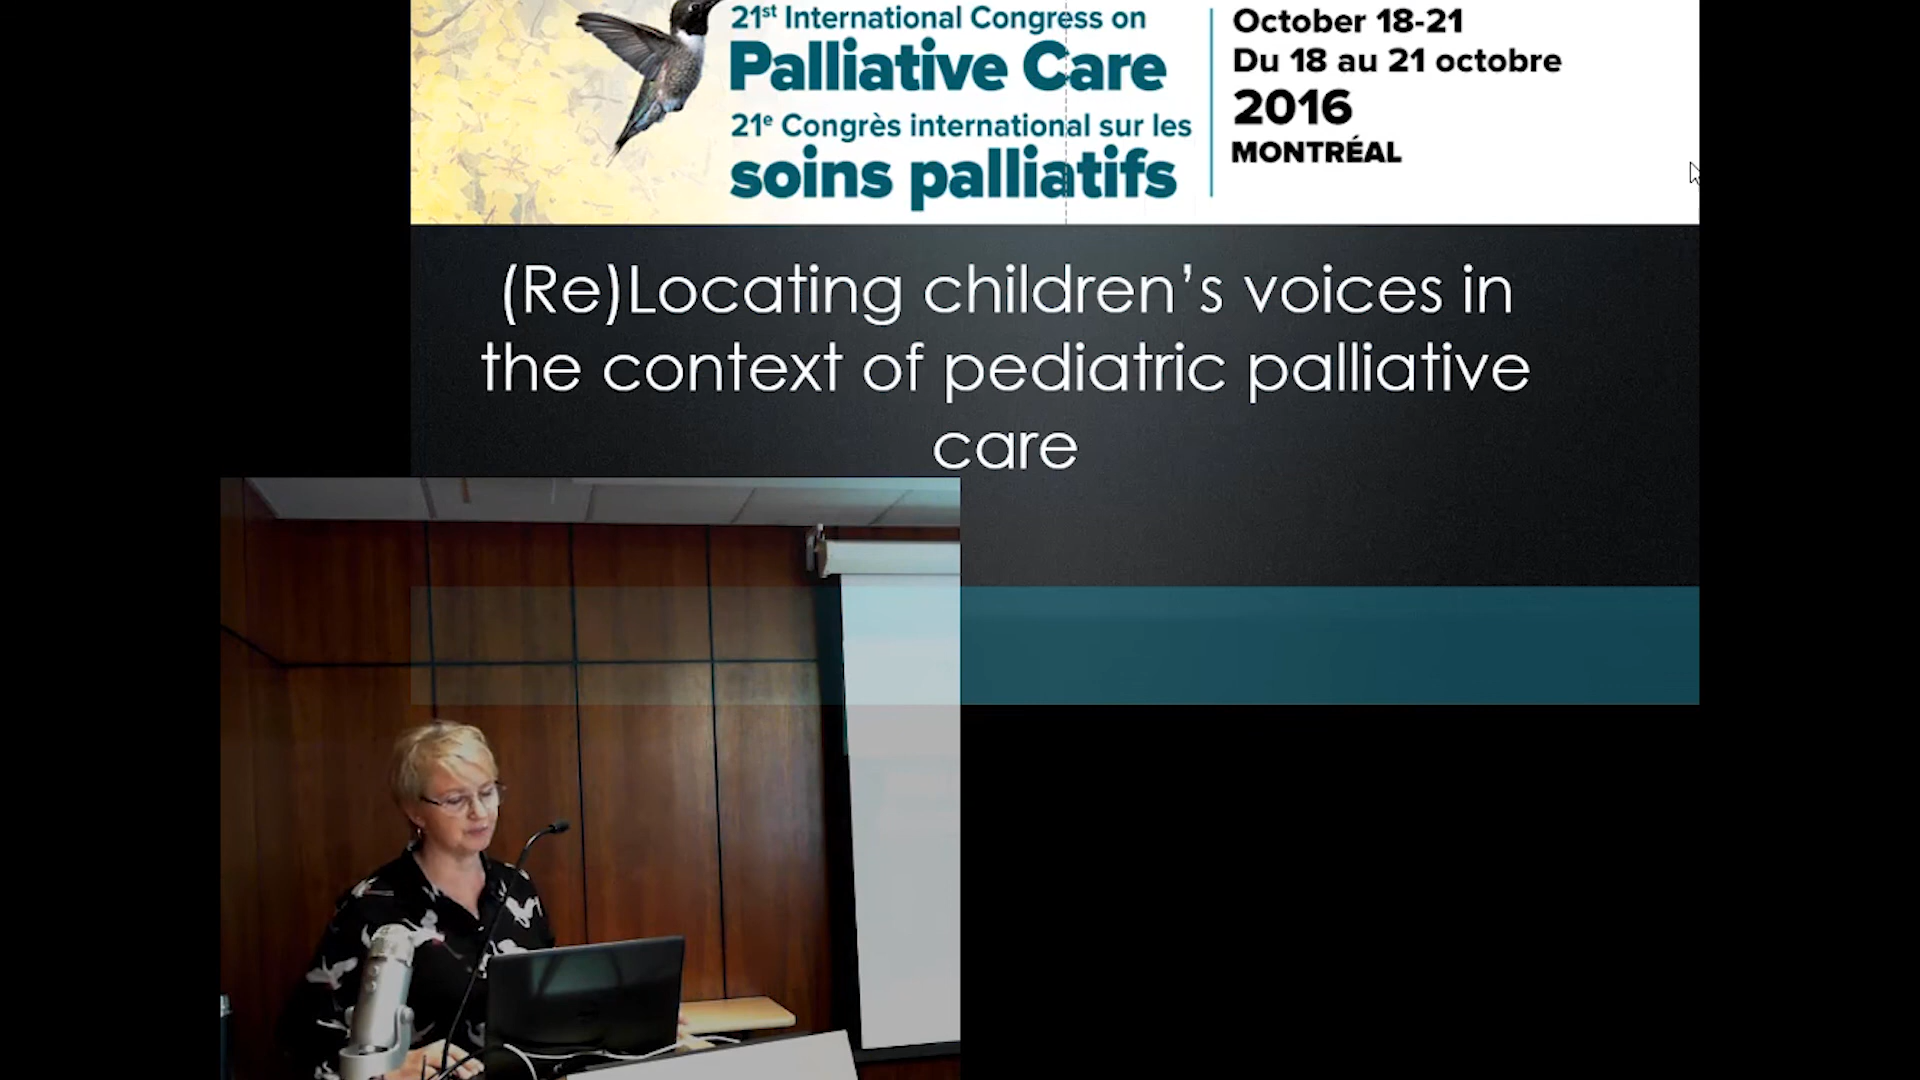 21st International Congress on
Palliative Care
21e Congrès international sur les
soins palliatifs
October 18-21
Du 18 au 21 octobre
2016
MONTRÉAL
(Re)Locating children's voices in
the context of pediatric palliative
care